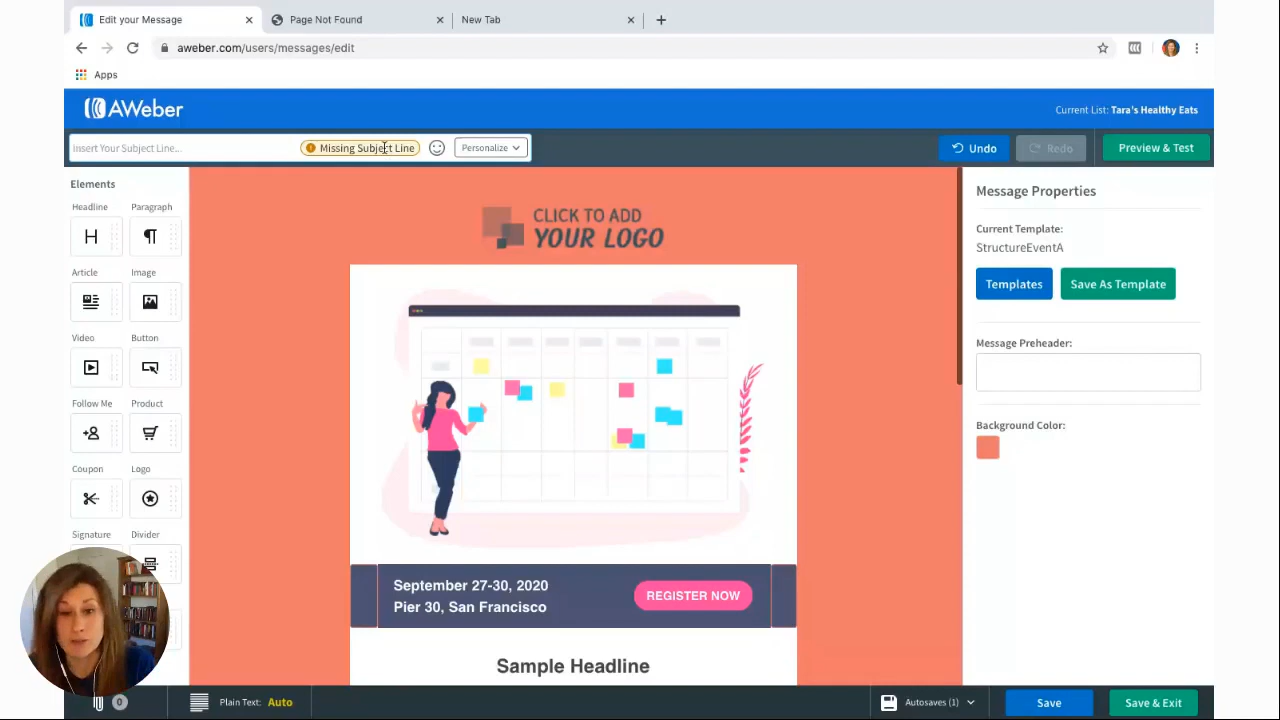 Edit your Message
Page Not Found
New Tab
aweber.com/users/messages/edit
Apps
AWeber
Current List: Tara's Healthy Eats
Insert Your Subject Line...
Missing Subject Line
Personalize
Undo
Redo
Preview & Test
Elements
Headline Paragraph
Article Image
Video Button
Follow Me Product
Coupon Logo
Signature Divider
CLICK TO ADD
YOUR LOGO
September 27-30, 2020
Pier 30, San Francisco
REGISTER NOW
Sample Headline
Message Properties
Current Template:
StructureEventA
Templates
Save As Template
Message Preheader:
Background Color:
0
Plain Text: Auto
Autosaves (1)
Save
Save & Exit